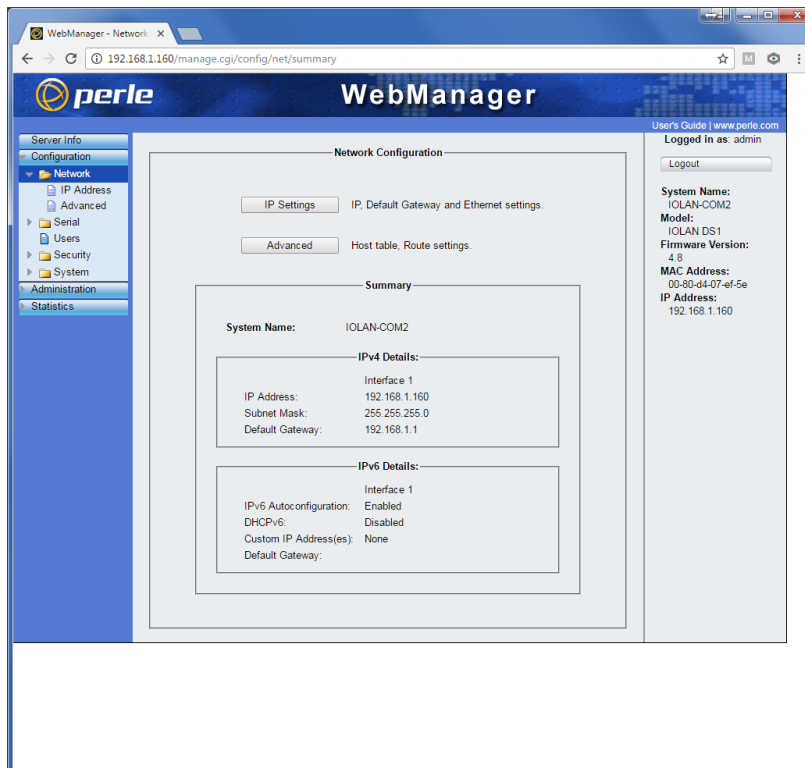 WebManager - Network
192.168.1.160/manage.cgi/config/net/summary
perle
WebManager
User's Guide | www.perle.com
Server Info
Configuration
Network
IP Address
Advanced
Serial
Users
Security
System
Administration
Statistics
Network Configuration
IP Settings IP, Default Gateway and Ethernet settings.
Advanced Host table, Route settings.
Summary
System Name: IOLAN-COM2
IPv4 Details:
Interface 1
IP Address: 192.168.1.160
Subnet Mask: 255.255.255.0
Default Gateway: 192.168.1.1
IPv6 Details:
Interface 1
IPv6 Autoconfiguration: Enabled
DHCPv6: Disabled
Custom IP Address(es): None
Default Gateway:
Logged in as: admin
Logout
System Name:
IOLAN-COM2
Model:
IOLAN DS1
Firmware Version:
4.8
MAC Address:
00-80-d4-07-ef-5e
IP Address:
192.168.1.160